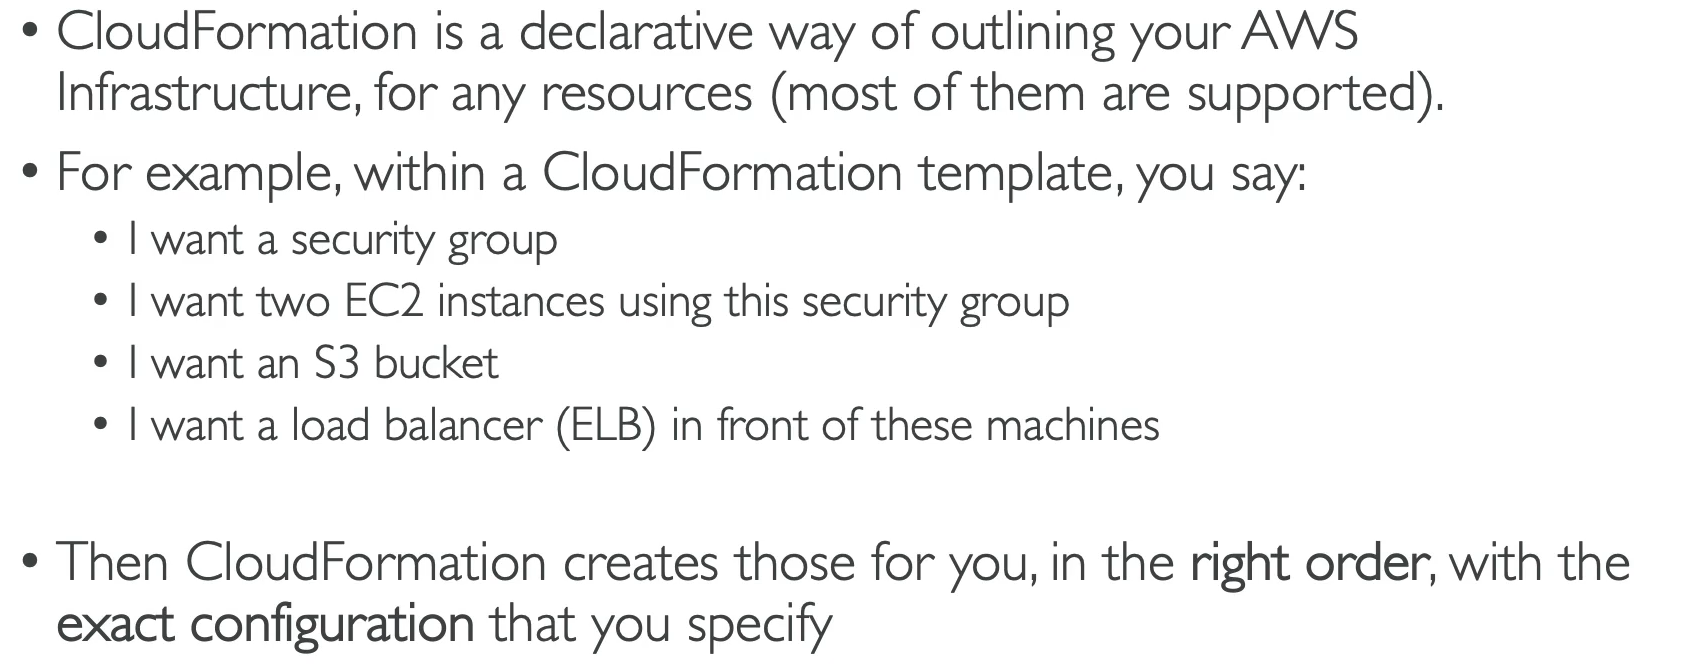 • CloudFormation is a declarative way of outlining your AWS
Infrastructure, for any resources (most of them are supported).
• For example, within a CloudFormation template, you say:
• I want a security group
• I want two EC2 instances using this security group
• I want an S3 bucket
• I want a load balancer (ELB) in front of these machines
• Then CloudFormation creates those for you, in the right order, with the
exact configuration that you specify